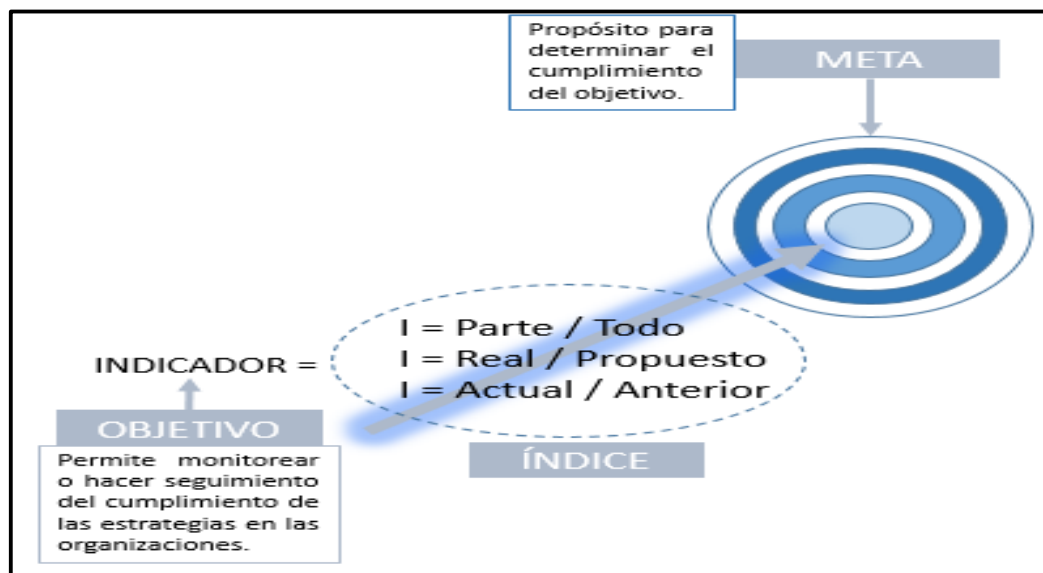 Propósito para
determinar el
cumplimiento
del objetivo.
META
I = Parte / Todo
INDICADOR =
I = Real / Propuesto
I = Actual / Anterior
OBJETIVO
ÍNDICE
Permite monitorear
o hacer seguimiento
del cumplimiento de
las estrategias en las
organizaciones.